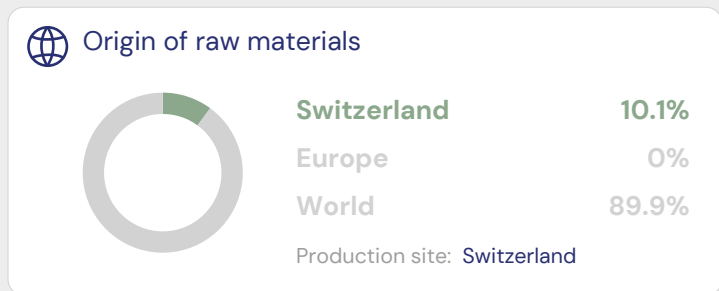 Origin of raw materials
Switzerland 10.1%
Europe 0%
World 89.9%
Production site: Switzerland